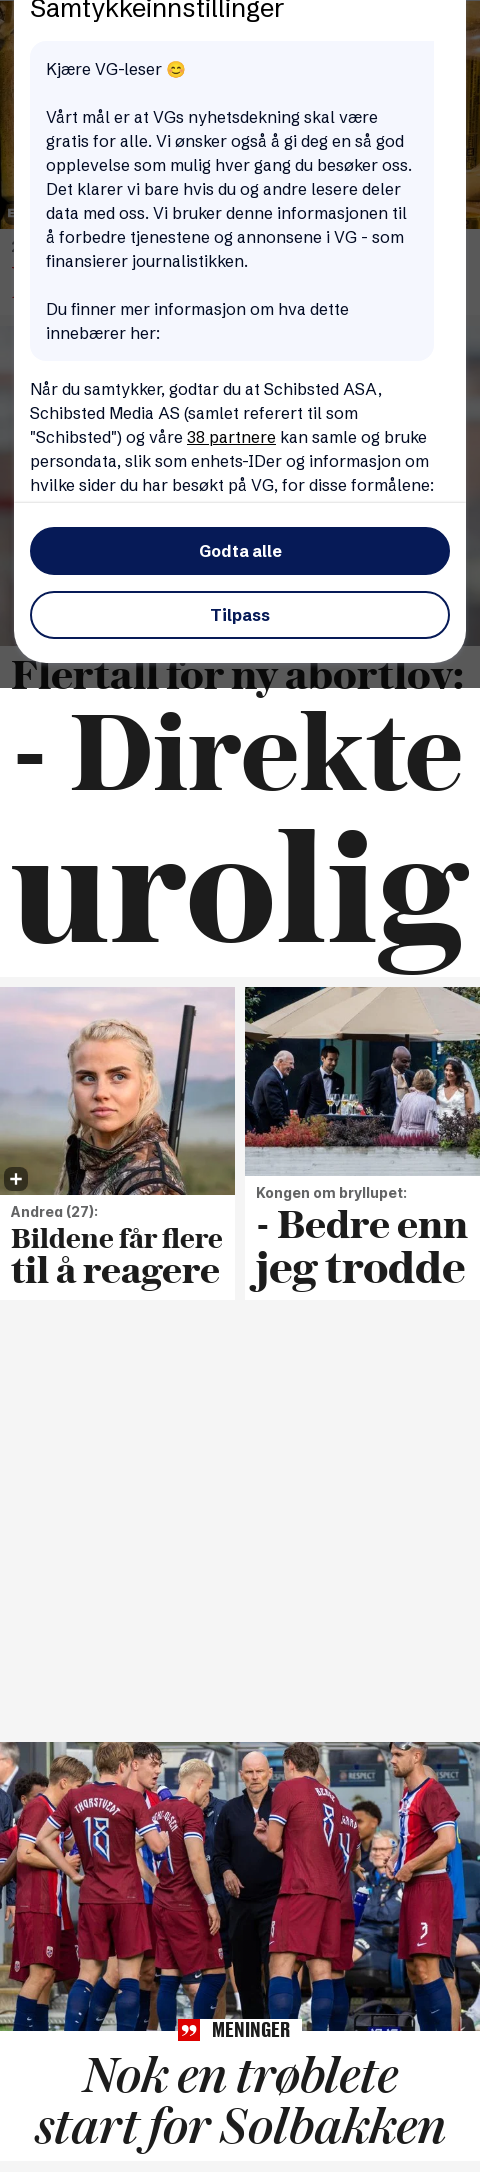 Samtykkeinnstillinger
Kjære VG-leser 😊
Vårt mål er at VGs nyhetsdekning skal være
gratis for alle. Vi ønsker også å gi deg en så god
opplevelse som mulig hver gang du besøker oss.
Det klarer vi bare hvis du og andre lesere deler
data med oss. Vi bruker denne informasjonen til
å forbedre tjenestene og annonsene i VG - som
finansierer journalistikken.
Du finner mer informasjon om hva dette
innebærer her:
Når du samtykker, godtar du at Schibsted ASA,
Schibsted Media AS (samlet referert til som
"Schibsted") og våre 38 partnere kan samle og bruke
persondata, slik som enhets-IDer og informasjon om
hvilke sider du har besøkt på VG, for disse formålene:
Godta alle
Tilpass
Flertall for ny abortlov:
- Direkte
urolig
Andrea (27):
Bildene får flere
til å reagere
Kongen om bryllupet:
- Bedre enn
jeg trodde
THORSTVEDT
18
BERGE
8
4
3
RESPECT
RESPECT
MENINGER
Nok en trøblete
start for Solbakken